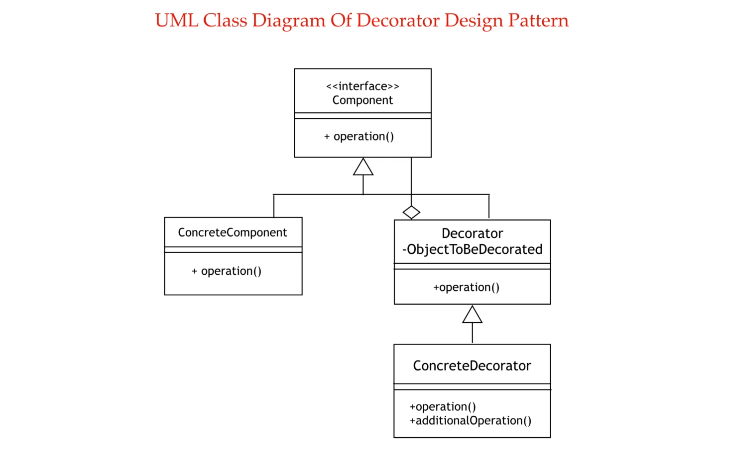 UML Class Diagram Of Decorator Design Pattern
<<interface>>
Component
+ operation()
ConcreteComponent
+ operation()
Decorator
-ObjectToBeDecorated
+operation()
ConcreteDecorator
+operation()
+additionalOperation()